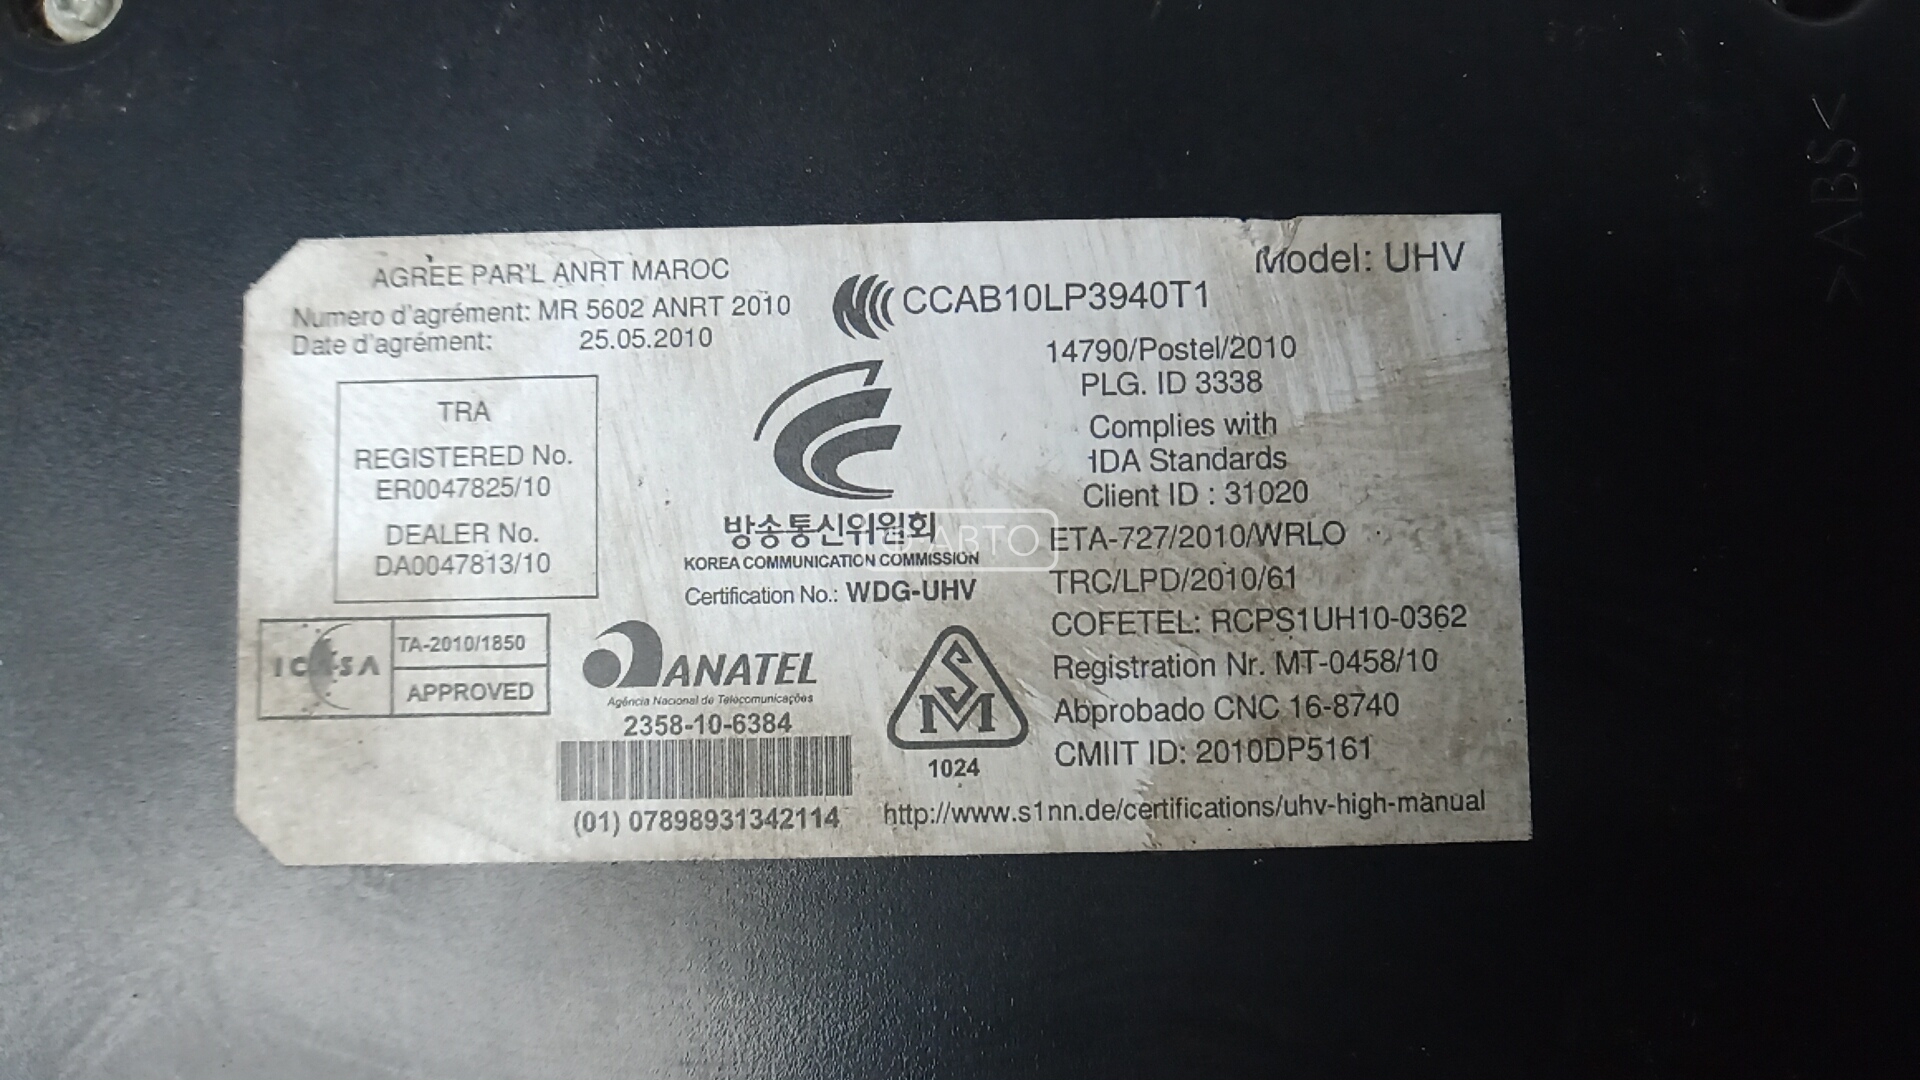 AGRÉE PAR'L ANRT MAROC
Numero d'agrément: MR 5602 ANRT 2010
Date d'agrément: 25.05.2010
TRA
REGISTERED No.
ER0047825/10
DEALER No.
DA0047813/10
ICASA
TA-2010/1850
APPROVED
CCAB10LP3940T1
방송통신위원회
KOREA COMMUNICATION COMMISSION
Certification No.: WDG-UHV
ANATEL
Agência Nacional de Telecomunicações
2358-10-6384
(01) 07898931342114
SM
1024
Model: UHV
14790/Postel/2010
PLG. ID 3338
Complies with
IDA Standards
Client ID : 31020
ETA-727/2010/WRLO
TRC/LPD/2010/61
COFETEL: RCPS1UH10-0362
Registration Nr. MT-0458/10
Abprobado CNC 16-8740
CMIIT ID: 2010DP5161
http://www.s1nn.de/certifications/uhv-high-manual
>ABS<
АВТО